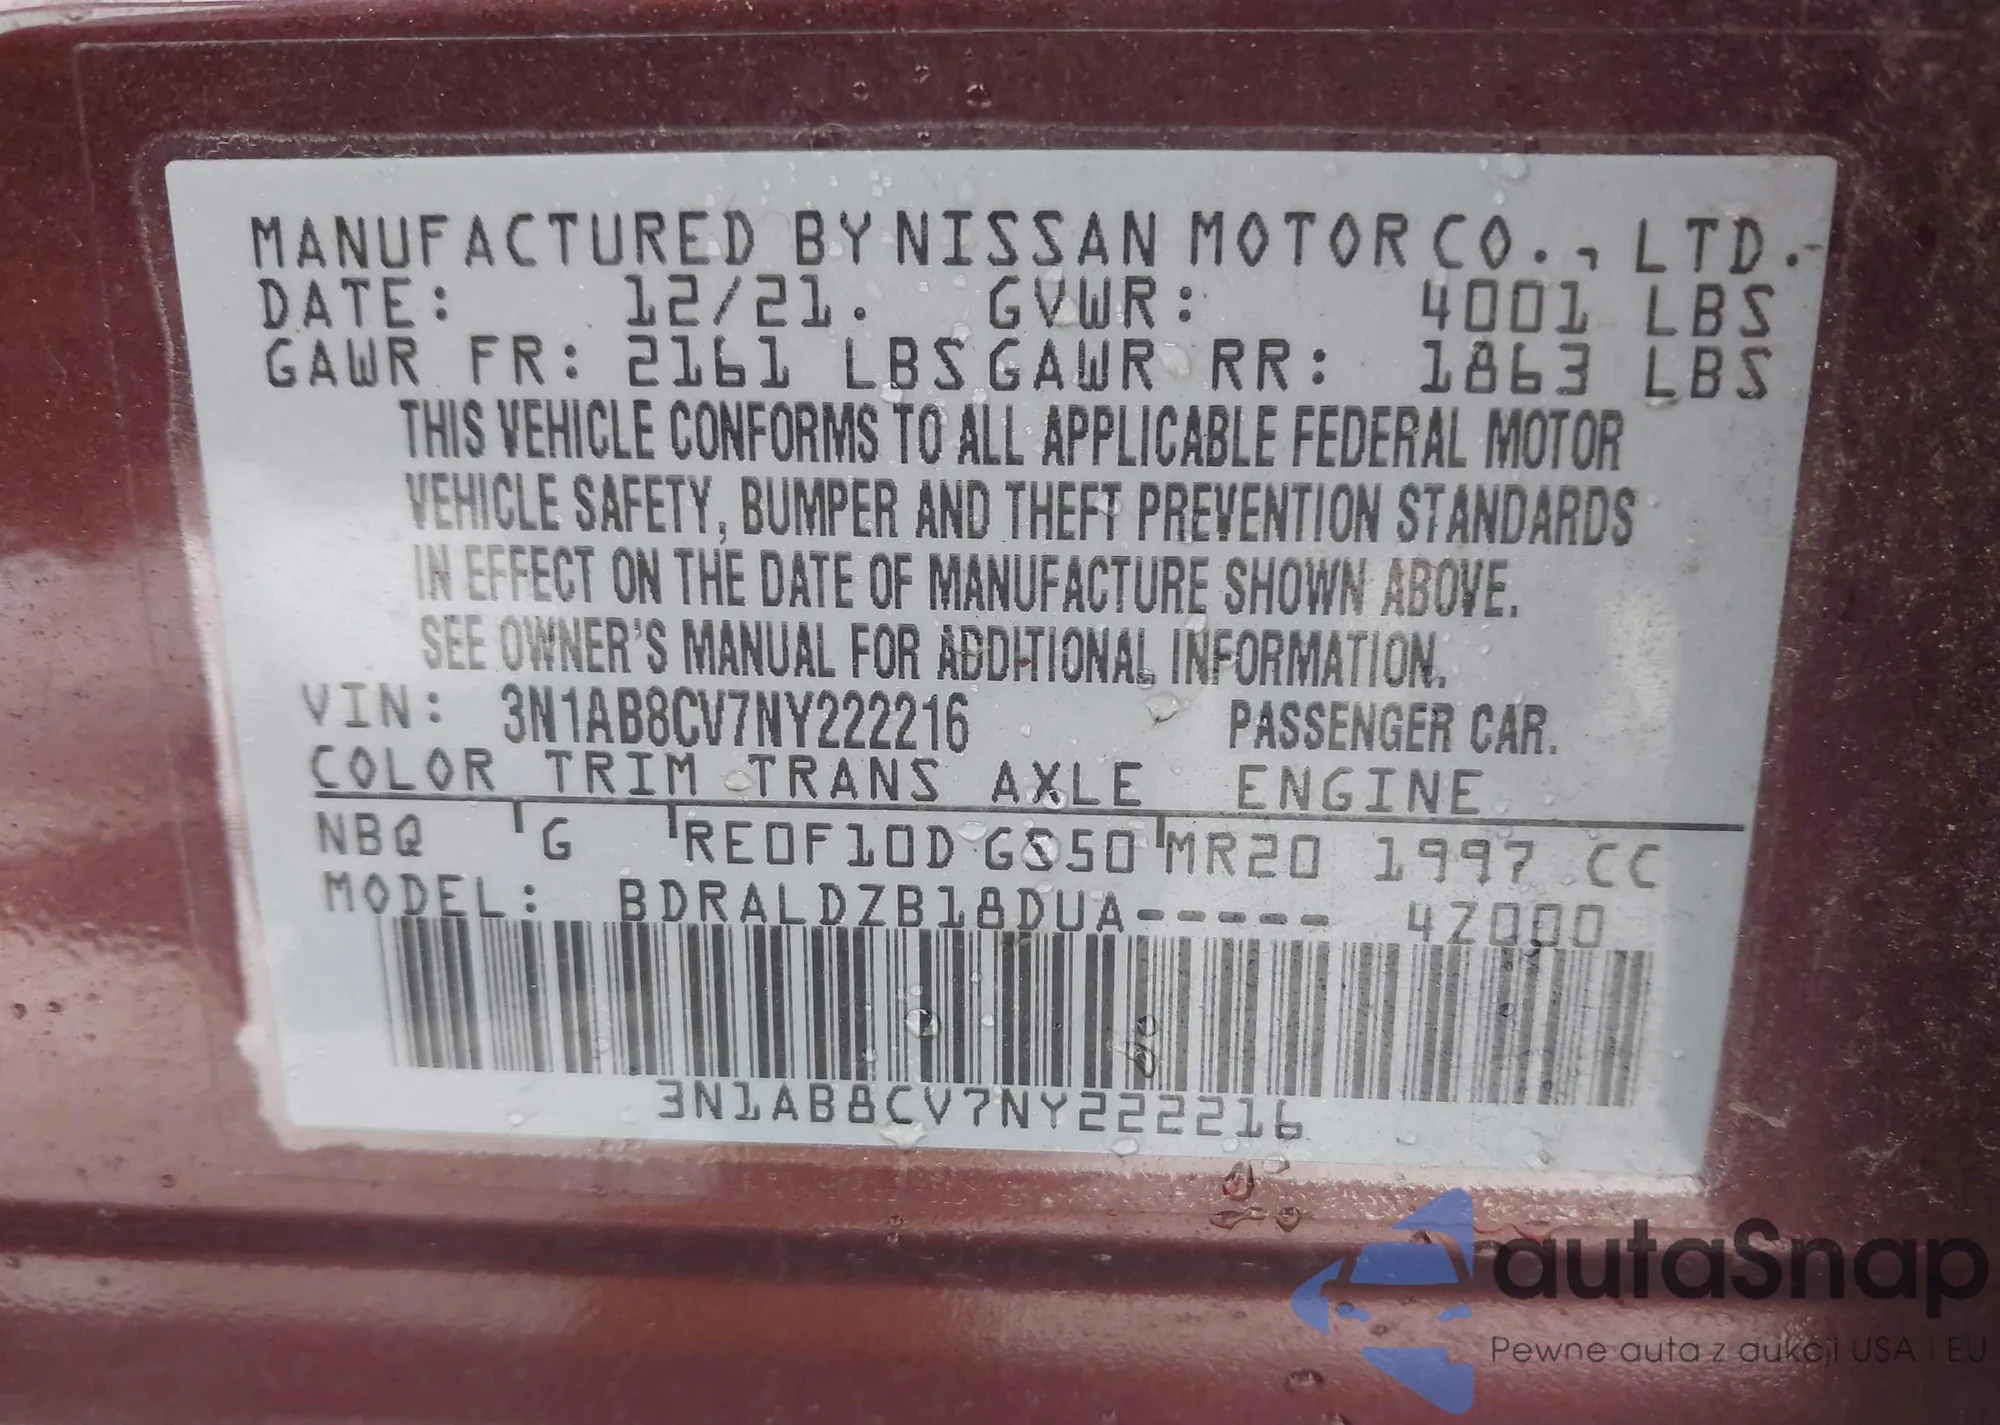 MANUFACTURED BY NISSAN MOTOR CO., LTD.
DATE: 12/21. GVWR: 4001 LBS
GAWR FR: 2161 LBS GAWR RR: 1863 LBS
THIS VEHICLE CONFORMS TO ALL APPLICABLE FEDERAL MOTOR
VEHICLE SAFETY, BUMPER AND THEFT PREVENTION STANDARDS
IN EFFECT ON THE DATE OF MANUFACTURE SHOWN ABOVE.
SEE OWNER'S MANUAL FOR ADDITIONAL INFORMATION.
VIN: 3N1AB8CV7NY222216 PASSENGER CAR.
COLOR TRIM TRANS AXLE ENGINE
NBQ G RE0F10D GS50 MR20 1997 CC
MODEL: BDRALDZB18DUA----- 4Z000
3N1AB8CV7NY222216
autaSnap
Pewne auta z aukcji USA i EU